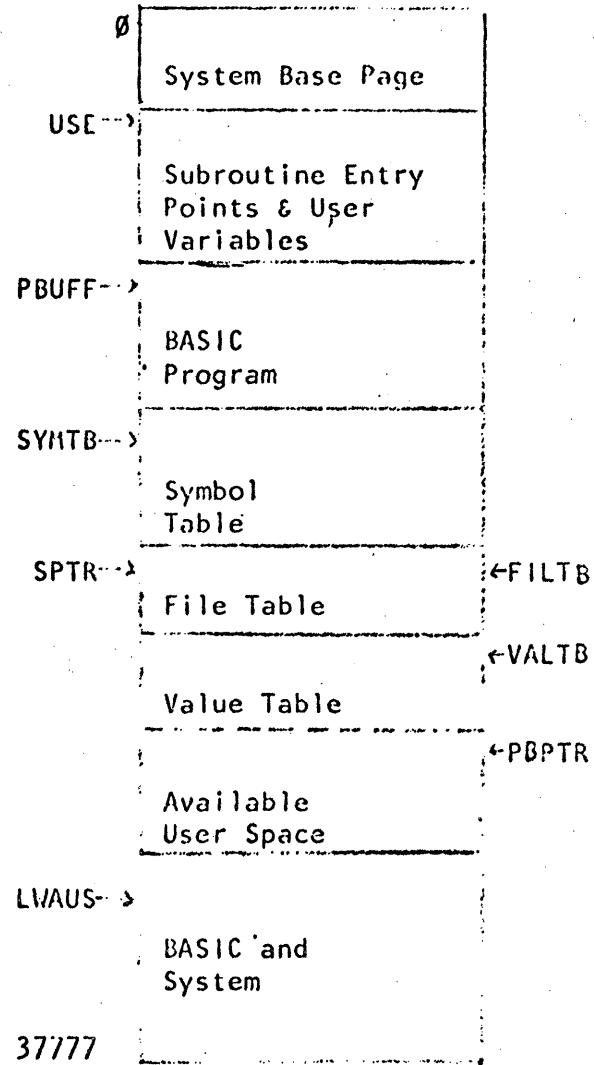 Ø
System Base Page
USE-->
Subroutine Entry
Points & User
Variables
PBUFF-->
BASIC
Program
SYMTB-->
Symbol
Table
SPTR-->
←FILTB
File Table
←VALTB
Value Table
←PBPTR
Available
User Space
LWAUS-->
BASIC and
System
37777